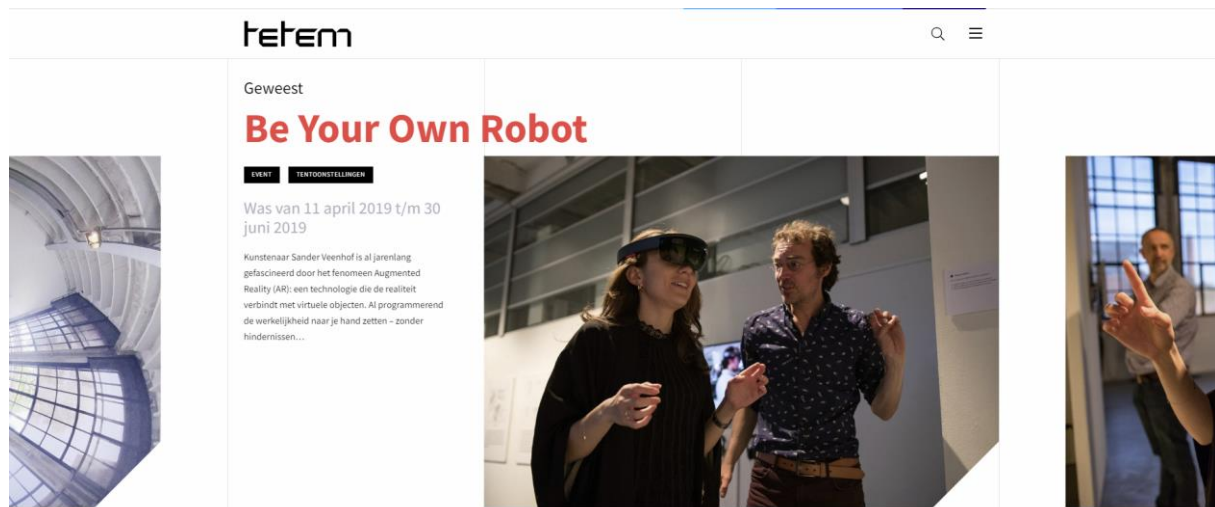 tetem
Geweest
Be Your Own Robot
EVENT
TENTOONSTELLINGEN
Was van 11 april 2019 t/m 30
juni 2019
Kunstenaar Sander Veenhof is al jarenlang
gefascineerd door het fenomeen Augmented
Reality (AR): een technologie die de realiteit
verbindt met virtuele objecten. Al programmerend
de werkelijkheid naar je hand zetten – zonder
hindernissen…